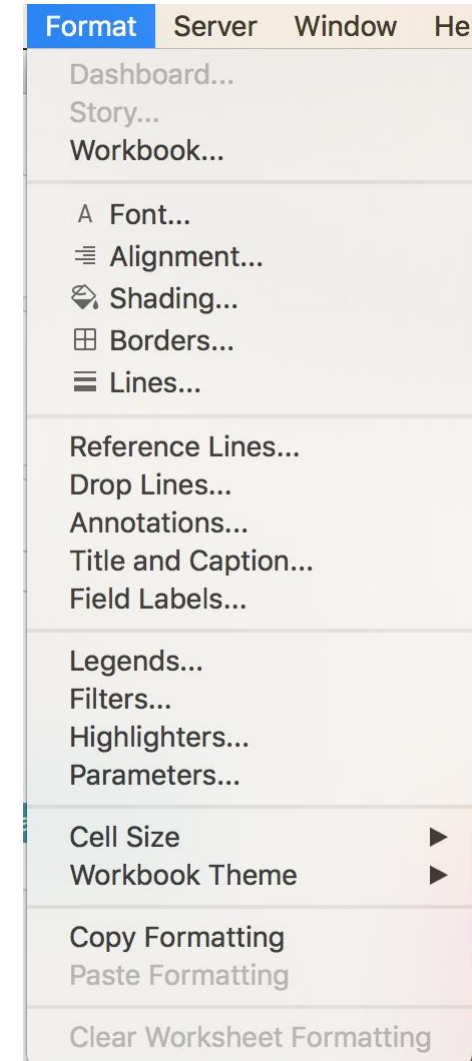 Format Server Window He
Dashboard...
Story...
Workbook...
A Font...
Alignment...
Shading...
Borders...
Lines...
Reference Lines...
Drop Lines...
Annotations...
Title and Caption...
Field Labels...
Legends...
Filters...
Highlighters...
Parameters...
Cell Size
Workbook Theme
Copy Formatting
Paste Formatting
Clear Worksheet Formatting